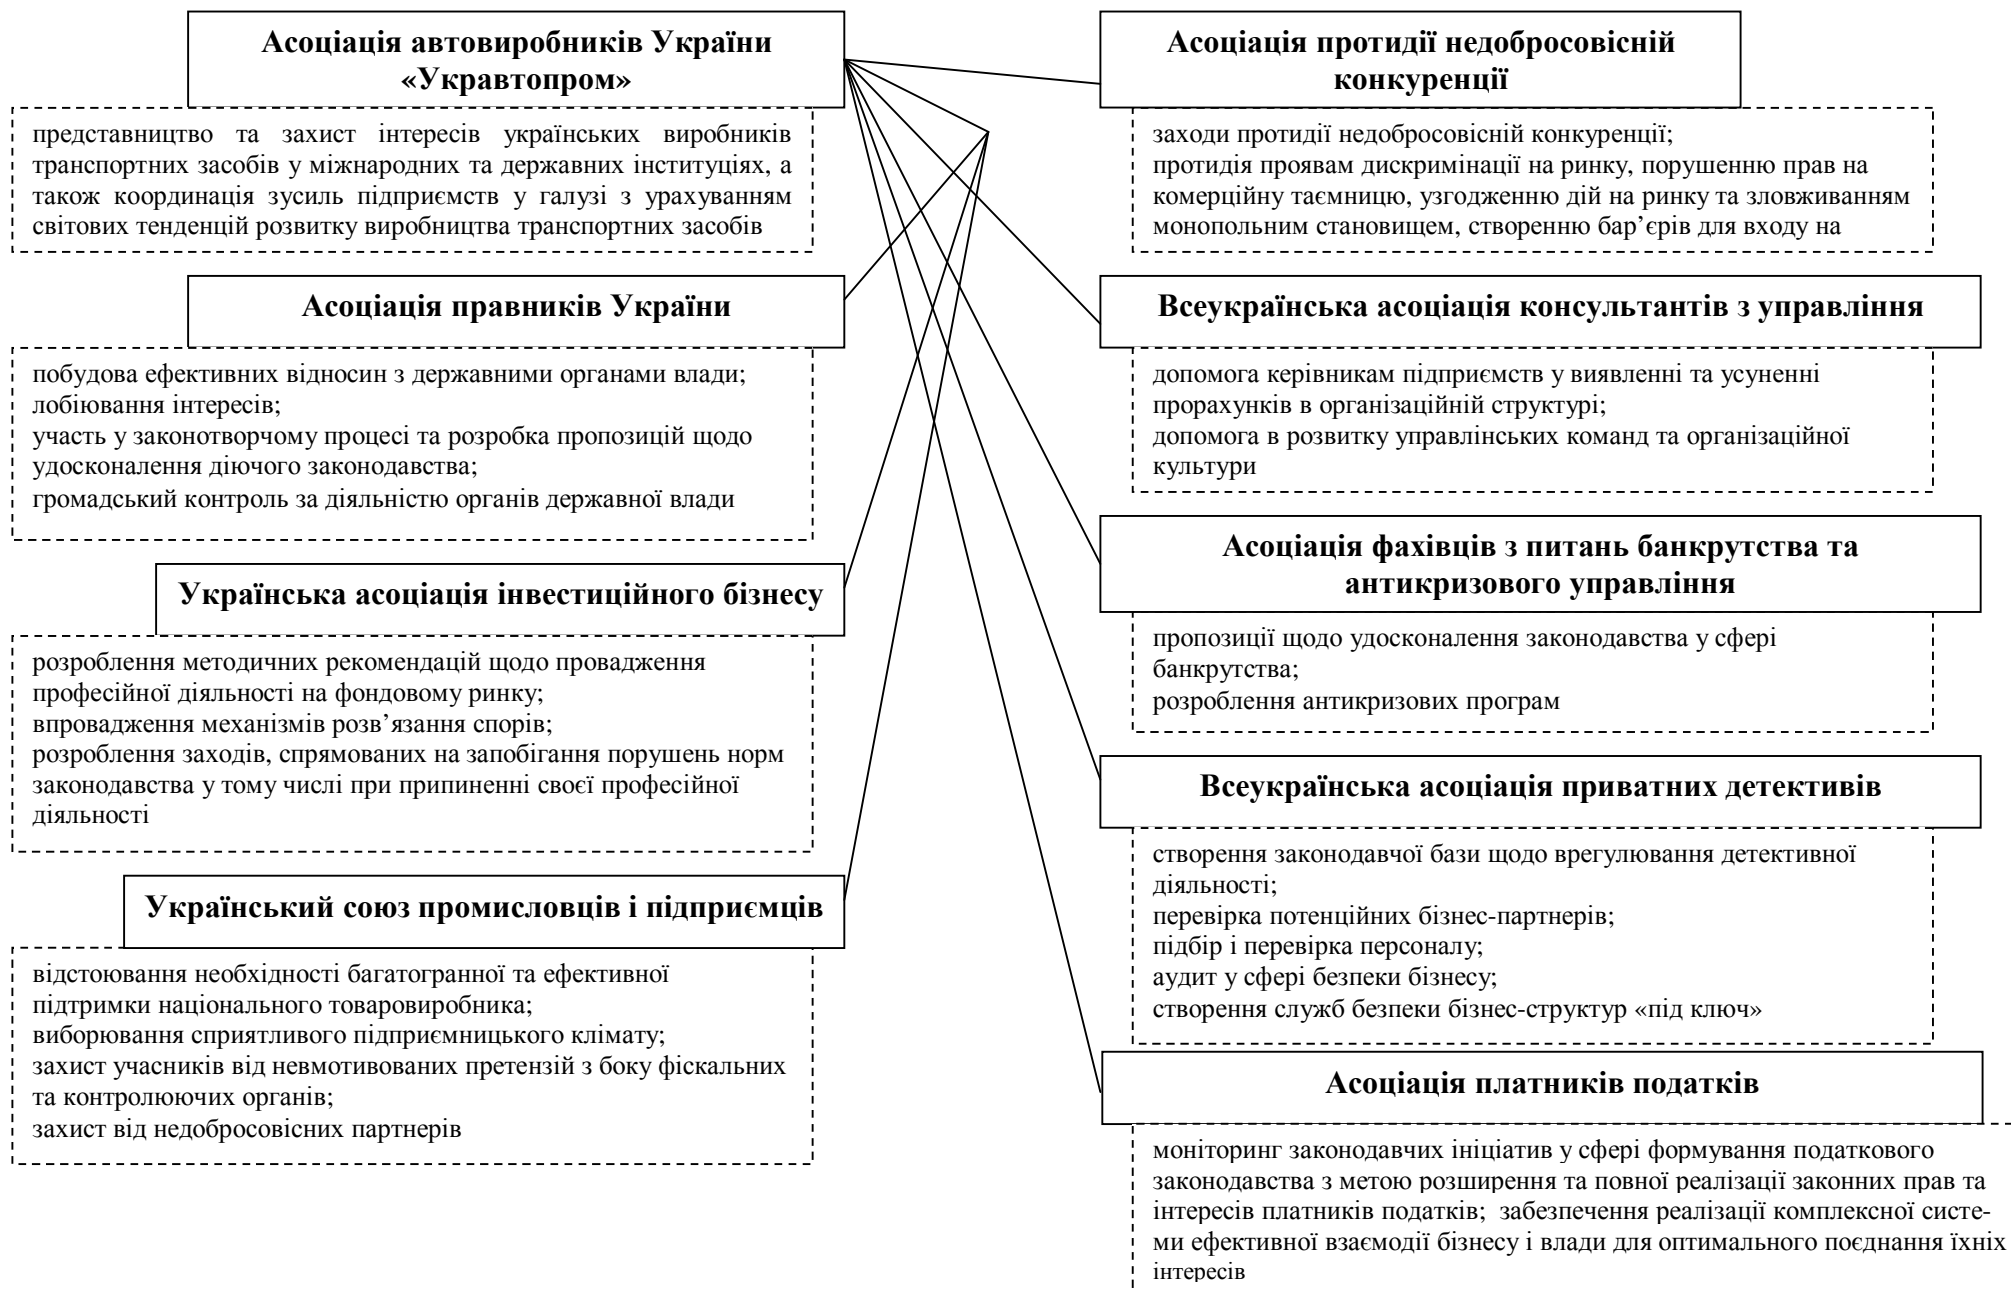 Асоціація автовиробників України
«Укравтопром»
представництво та захист інтересів українських виробників
транспортних засобів у міжнародних та державних інституціях, а
також координація зусиль підприємств у галузі з урахуванням
світових тенденцій розвитку виробництва транспортних засобів
Асоціація правників України
побудова ефективних відносин з державними органами влади;
лобіювання інтересів;
участь у законотворчому процесі та розробка пропозицій щодо
удосконалення діючого законодавства;
громадський контроль за діяльністю органів державної влади
Українська асоціація інвестиційного бізнесу
розроблення методичних рекомендацій щодо провадження
професійної діяльності на фондовому ринку;
впровадження механізмів розв’язання спорів;
розроблення заходів, спрямованих на запобігання порушень норм
законодавства у тому числі при припиненні своєї професійної
діяльності
Український союз промисловців і підприємців
відстоювання необхідності багатогранної та ефективної
підтримки національного товаровиробника;
виборювання сприятливого підприємницького клімату;
захист учасників від невмотивованих претензій з боку фіскальних
та контролюючих органів;
захист від недобросовісних партнерів
Асоціація протидії недобросовісній
конкуренції
заходи протидії недобросовісній конкуренції;
протидія проявам дискримінації на ринку, порушенню прав на
комерційну таємницю, узгодженню дій на ринку та зловживанням
монопольним становищем, створенню бар’єрів для входу на
Всеукраїнська асоціація консультантів з управління
допомога керівникам підприємств у виявленні та усуненні
прорахунків в організаційній структурі;
допомога в розвитку управлінських команд та організаційної
культури
Асоціація фахівців з питань банкрутства та
антикризового управління
пропозиції щодо удосконалення законодавства у сфері
банкрутства;
розроблення антикризових програм
Всеукраїнська асоціація приватних детективів
створення законодавчої бази щодо врегулювання детективної
діяльності;
перевірка потенційних бізнес-партнерів;
підбір і перевірка персоналу;
аудит у сфері безпеки бізнесу;
створення служб безпеки бізнес-структур «під ключ»
Асоціація платників податків
моніторинг законодавчих ініціатив у сфері формування податкового
законодавства з метою розширення та повної реалізації законних прав та
інтересів платників податків; забезпечення реалізації комплексної систе-
ми ефективної взаємодії бізнесу і влади для оптимального поєднання їхніх
інтересів